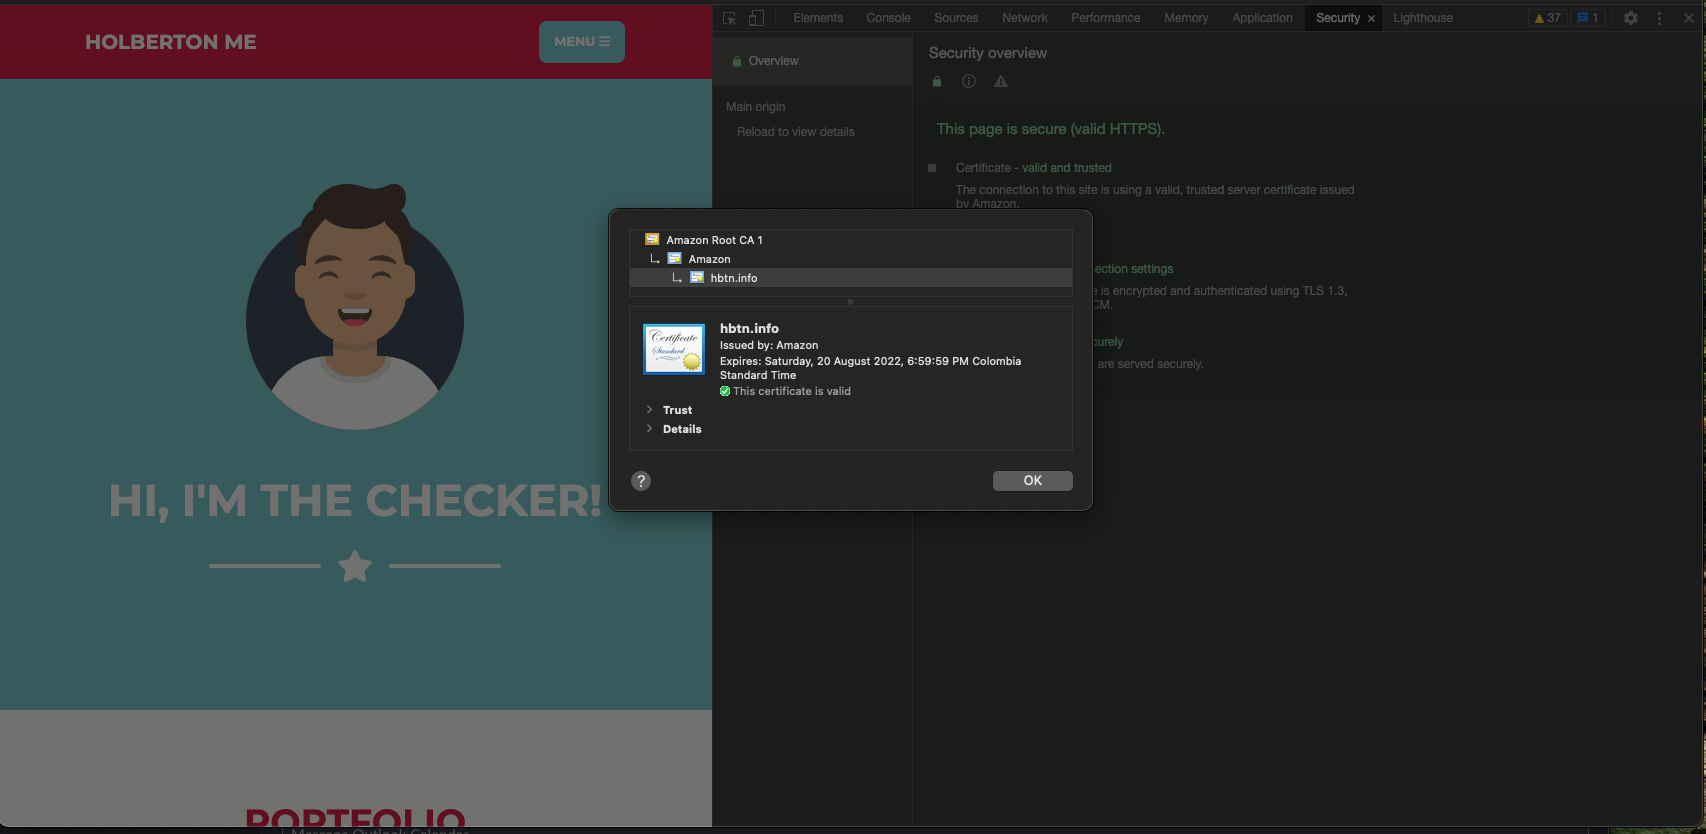 HOLBERTON ME
MENU
HI, I'M THE CHECKER!
PORTFOLIO
Message Outlook Calendar
Elements Console Sources Network Performance Memory Application Security × Lighthouse 37 1
Overview
Main origin
Reload to view details
Security overview
This page is secure (valid HTTPS).
Certificate - valid and trusted
The connection to this site is using a valid, trusted server certificate issued
by Amazon.
ection settings
e is encrypted and authenticated using TLS 1.3,
CM.
curely
are served securely.
Amazon Root CA 1
Amazon
hbtn.info
Certificate
Standard
hbtn.info
Issued by: Amazon
Expires: Saturday, 20 August 2022, 6:59:59 PM Colombia
Standard Time
This certificate is valid
Trust
Details
?
OK